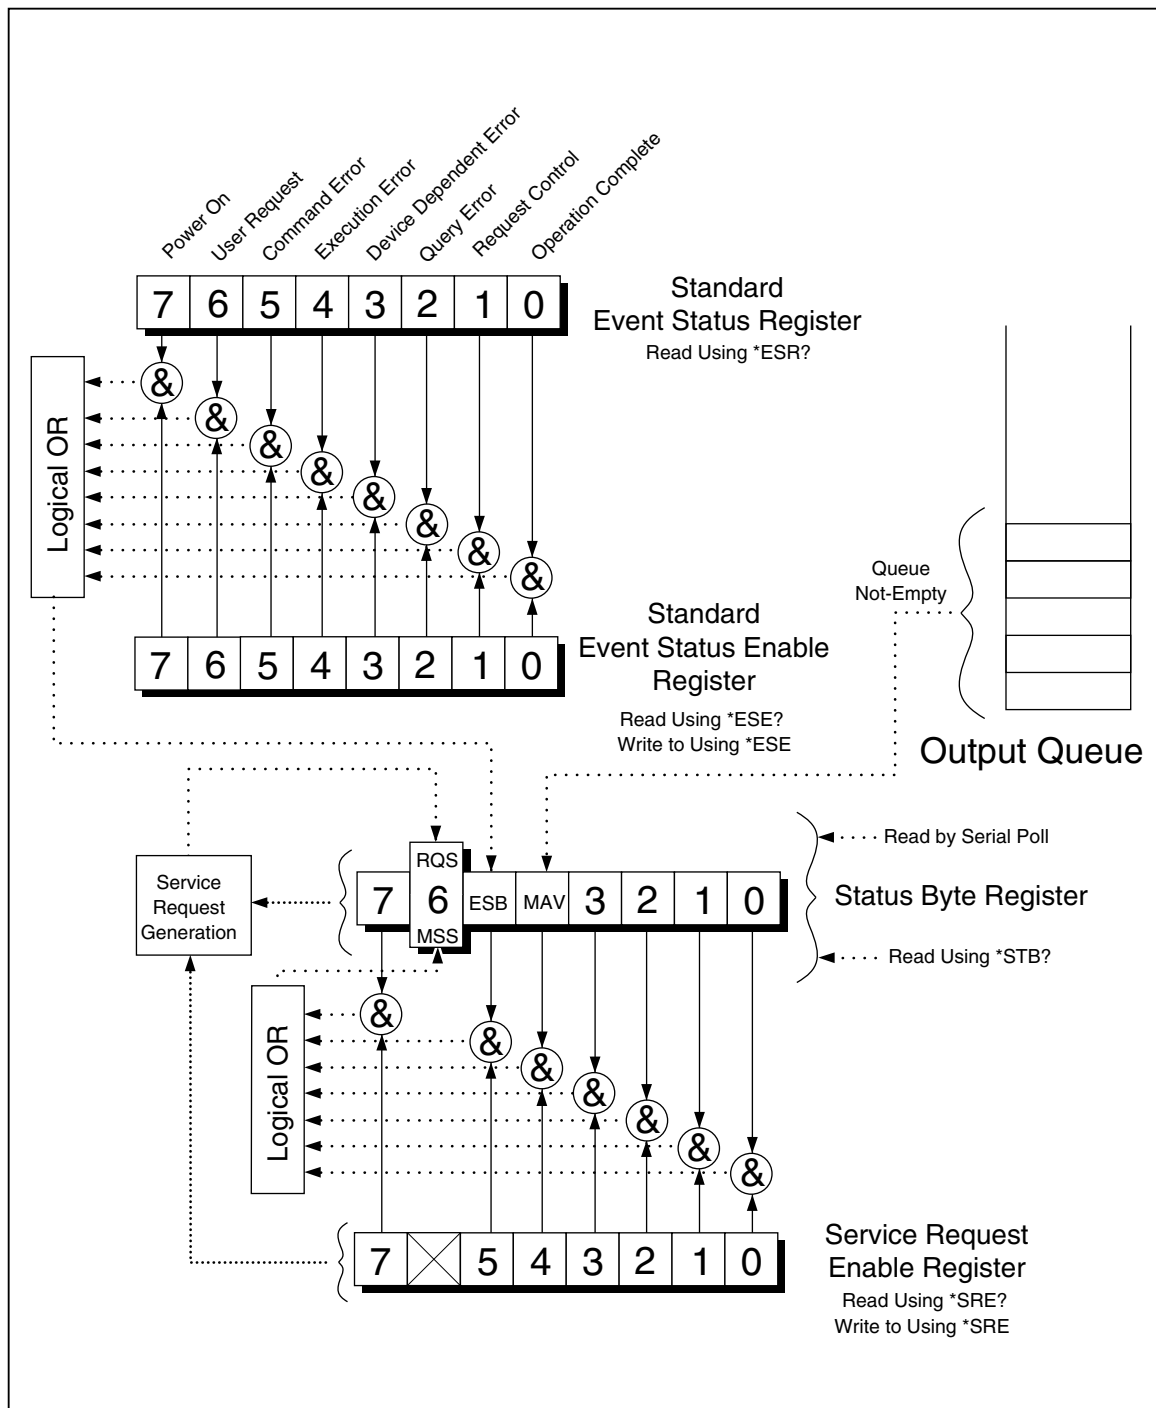 Power On
User Request
Command Error
Execution Error
Device Dependent Error
Query Error
Request Control
Operation Complete
7 6 5 4 3 2 1 0
Standard
Event Status Register
Read Using *ESR?
& & & & & & & &
Logical OR
7 6 5 4 3 2 1 0
Standard
Event Status Enable
Register
Read Using *ESE?
Write to Using *ESE
Queue
Not-Empty
Output Queue
Service
Request
Generation
RQS
7 6 ESB MAV 3 2 1 0
MSS
Read by Serial Poll
Status Byte Register
Read Using *STB?
& & & & & & &
Logical OR
7 5 4 3 2 1 0
Service Request
Enable Register
Read Using *SRE?
Write to Using *SRE